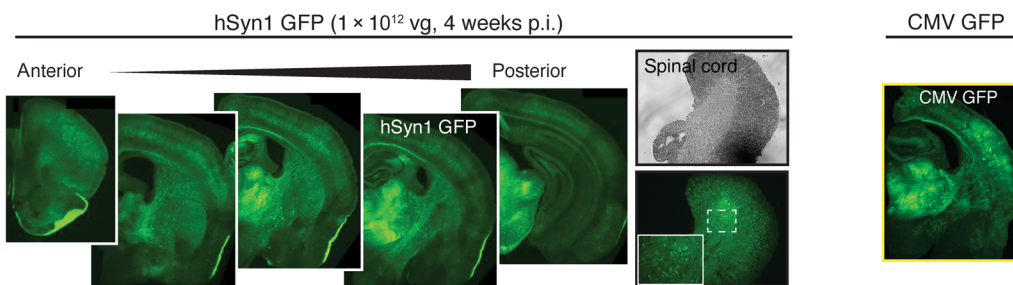 hSyn1 GFP (1 × 10¹² vg, 4 weeks p.i.)
CMV GFP
Anterior
Posterior
Spinal cord
hSyn1 GFP
CMV GFP